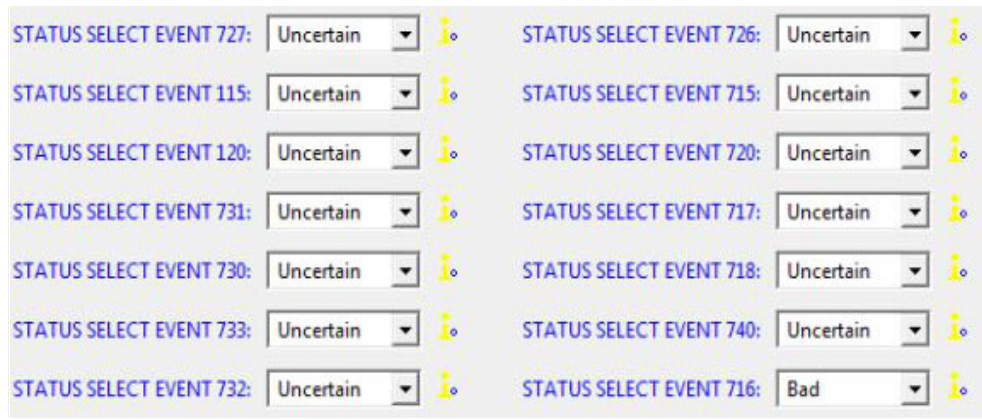 STATUS SELECT EVENT 727: Uncertain STATUS SELECT EVENT 726: Uncertain
STATUS SELECT EVENT 115: Uncertain STATUS SELECT EVENT 715: Uncertain
STATUS SELECT EVENT 120: Uncertain STATUS SELECT EVENT 720: Uncertain
STATUS SELECT EVENT 731: Uncertain STATUS SELECT EVENT 717: Uncertain
STATUS SELECT EVENT 730: Uncertain STATUS SELECT EVENT 718: Uncertain
STATUS SELECT EVENT 733: Uncertain STATUS SELECT EVENT 740: Uncertain
STATUS SELECT EVENT 732: Uncertain STATUS SELECT EVENT 716: Bad